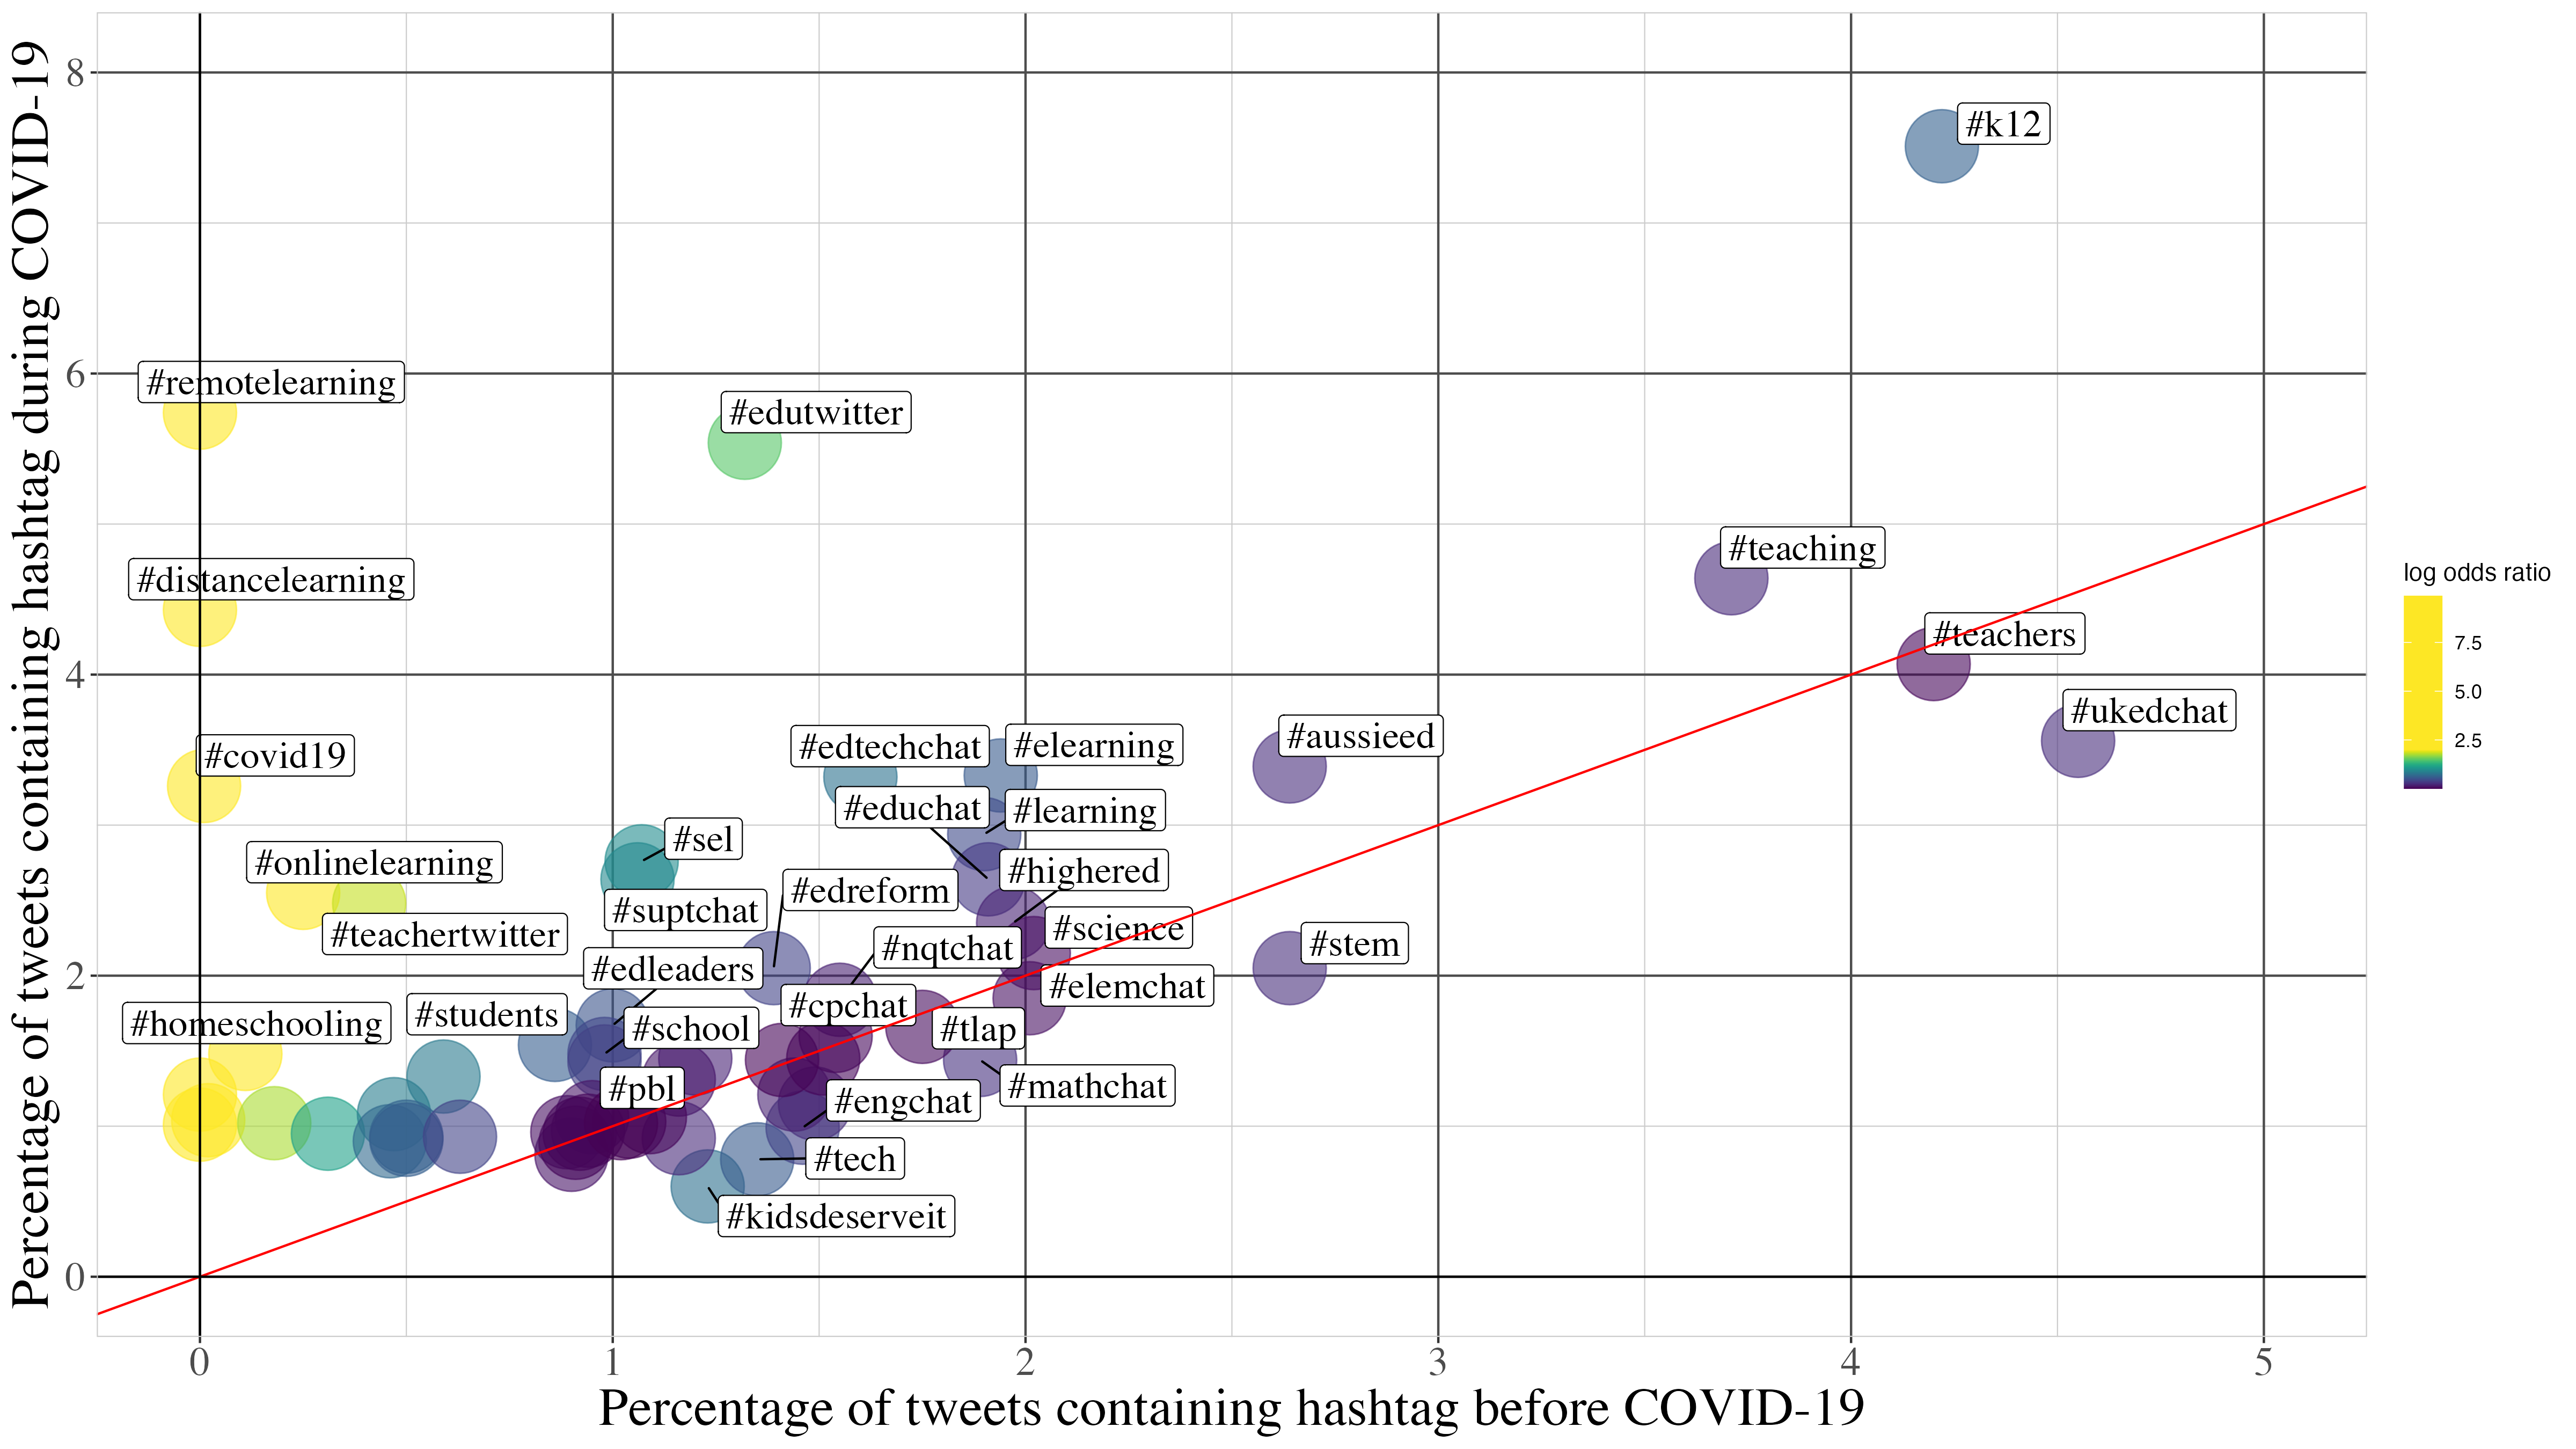 Percentage of tweets containing hashtag during COVID-19
8
6
4
2
0
#k12
#remotelearning
#edutwitter
#teaching
#distancelearning
#teachers
#ukedchat
#aussieed
#edtechchat
#elearning
#covid19
#educhat
#learning
#sel
#onlinelearning
#highered
#edreform
#suptchat
#science
#teachertwitter
#nqtchat
#stem
#edleaders
#elemchat
#cpchat
#students
#homeschooling
#school
#tlap
#pbl
#mathchat
#engchat
#tech
#kidsdeserveit
0
1
2
3
4
5
Percentage of tweets containing hashtag before COVID-19
log odds ratio
7.5
5.0
2.5